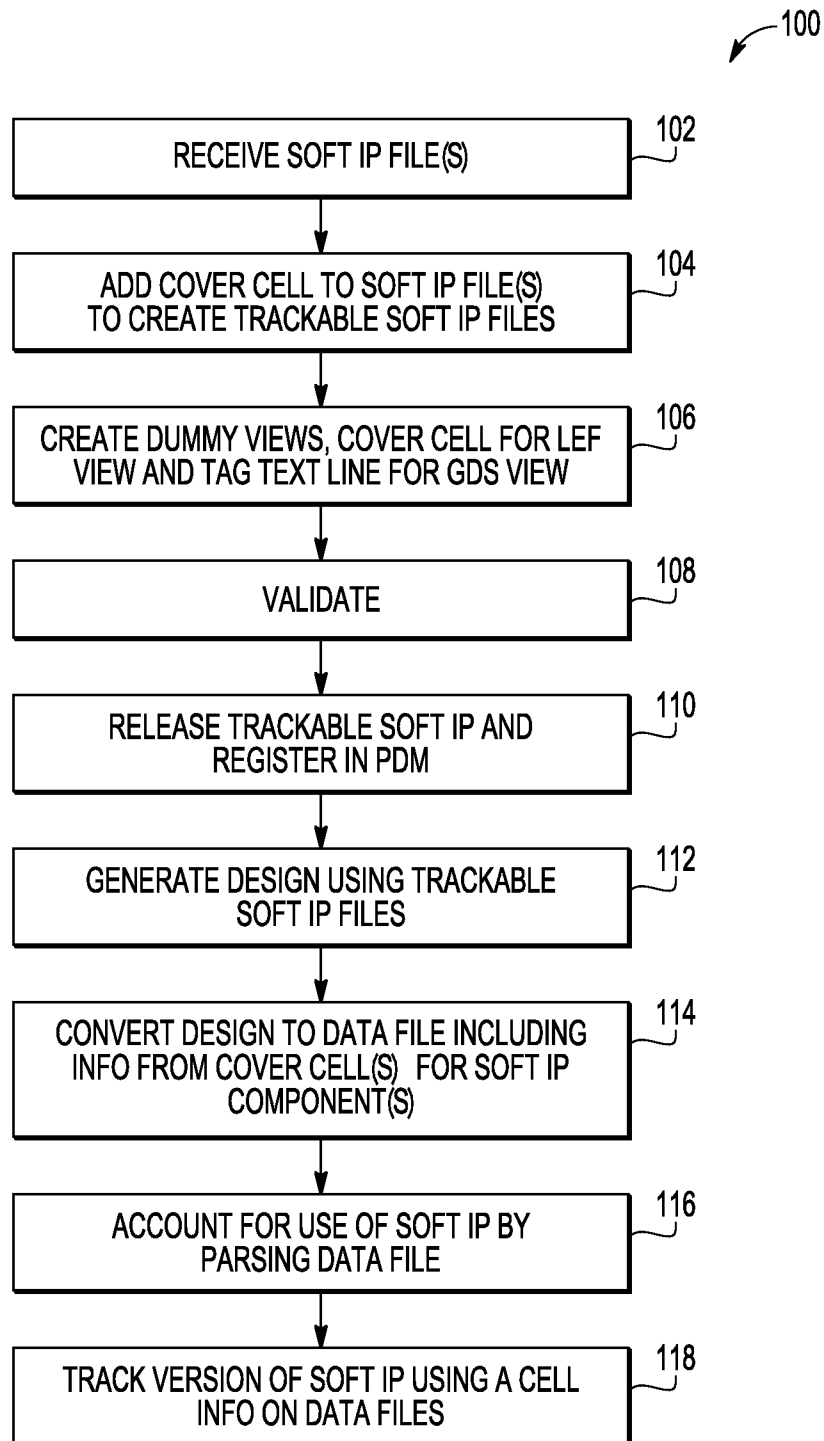 100
RECEIVE SOFT IP FILE(S)
102
ADD COVER CELL TO SOFT IP FILE(S)
TO CREATE TRACKABLE SOFT IP FILES
104
CREATE DUMMY VIEWS, COVER CELL FOR LEF
VIEW AND TAG TEXT LINE FOR GDS VIEW
106
VALIDATE
108
RELEASE TRACKABLE SOFT IP AND
REGISTER IN PDM
110
GENERATE DESIGN USING TRACKABLE
SOFT IP FILES
112
CONVERT DESIGN TO DATA FILE INCLUDING
INFO FROM COVER CELL(S) FOR SOFT IP
COMPONENT(S)
114
ACCOUNT FOR USE OF SOFT IP BY
PARSING DATA FILE
116
TRACK VERSION OF SOFT IP USING A CELL
INFO ON DATA FILES
118